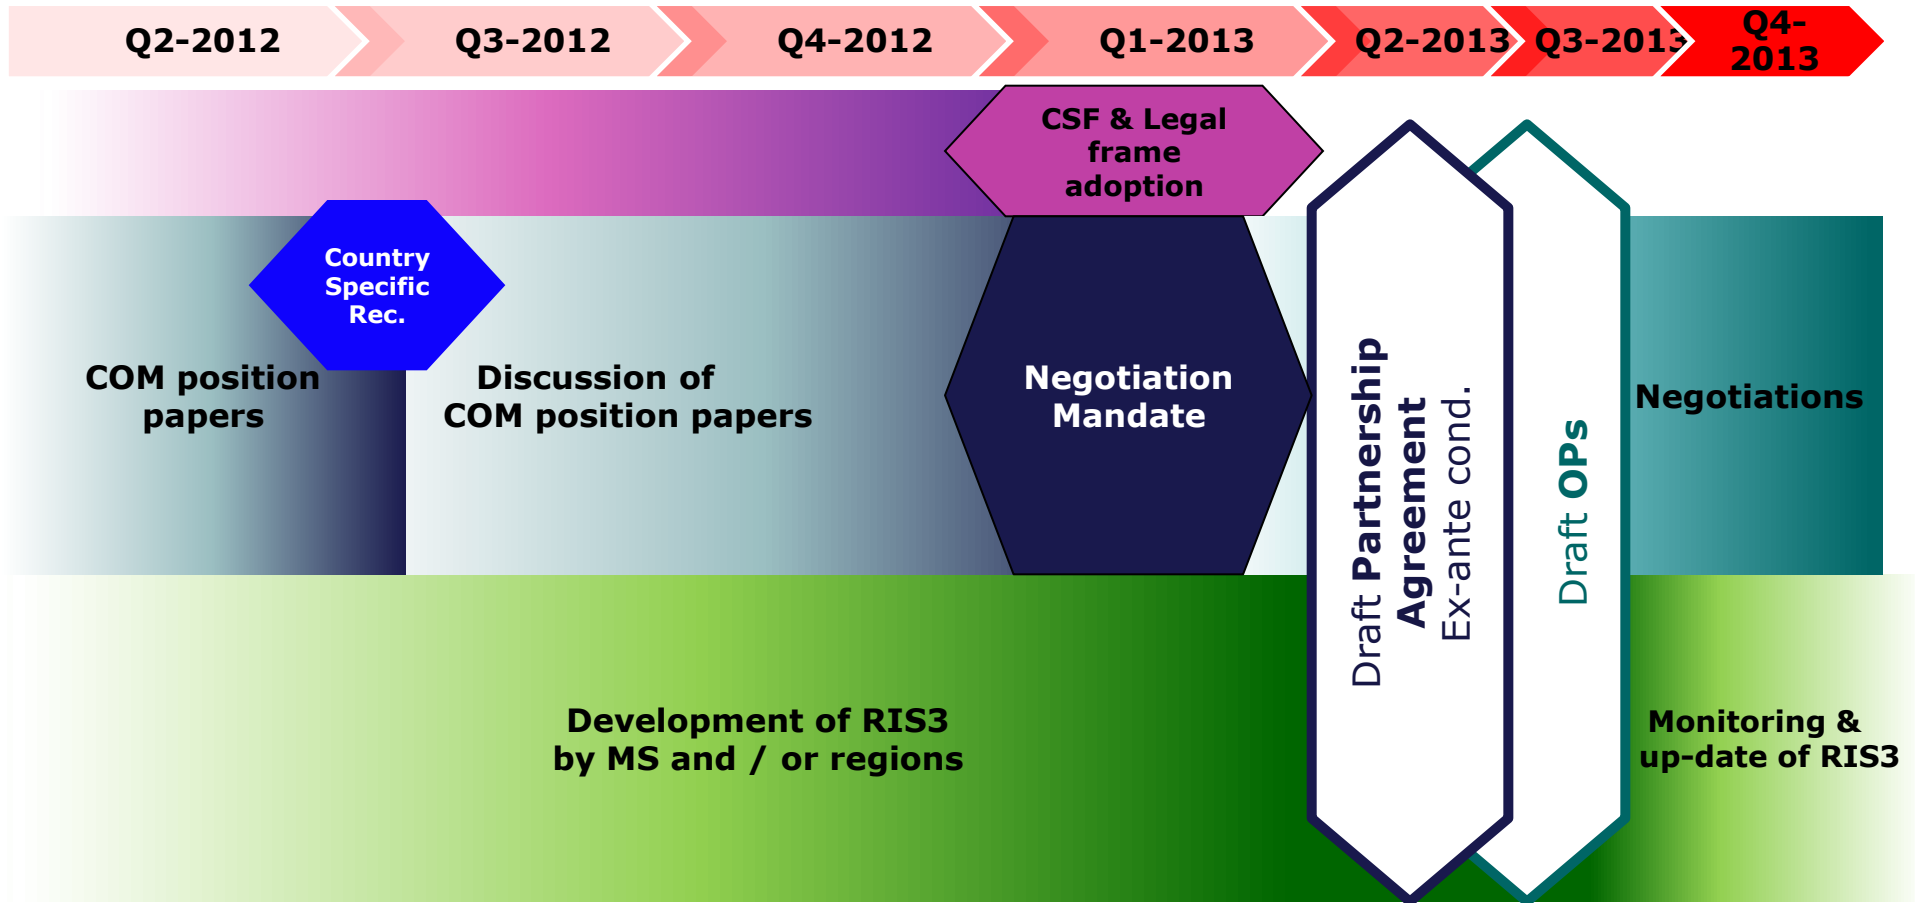 Q2-2012
Q3-2012
Q4-2012
Q1-2013
Q2-2013
Q3-2013
Q4-
2013
CSF & Legal
frame
adoption
Country
Specific
Rec.
COM position
papers
Discussion of
COM position papers
Negotiation
Mandate
Draft Partnership
Agreement
Ex-ante cond.
Draft OPs
Negotiations
Development of RIS3
by MS and / or regions
Monitoring &
up-date of RIS3